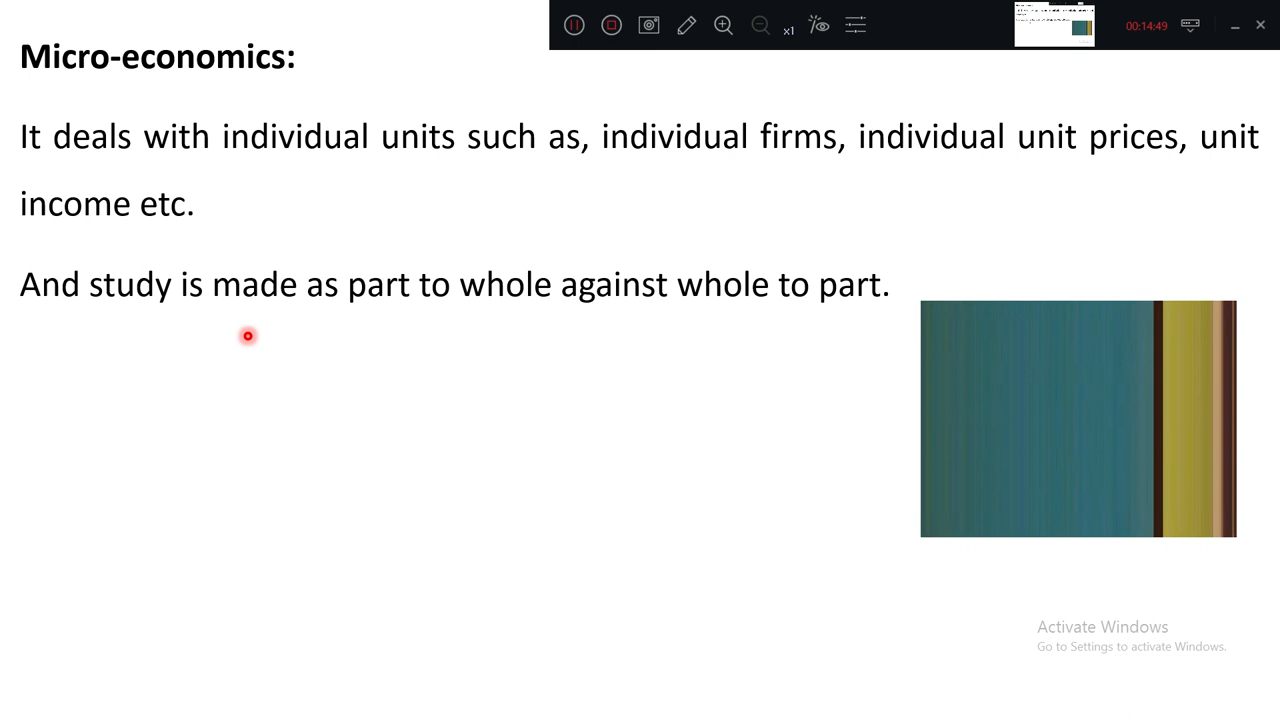 x1
00:14:49
Micro-economics:
It deals with individual units such as, individual firms, individual unit prices, unit
income etc.
And study is made as part to whole against whole to part.
Activate Windows
Go to Settings to activate Windows.